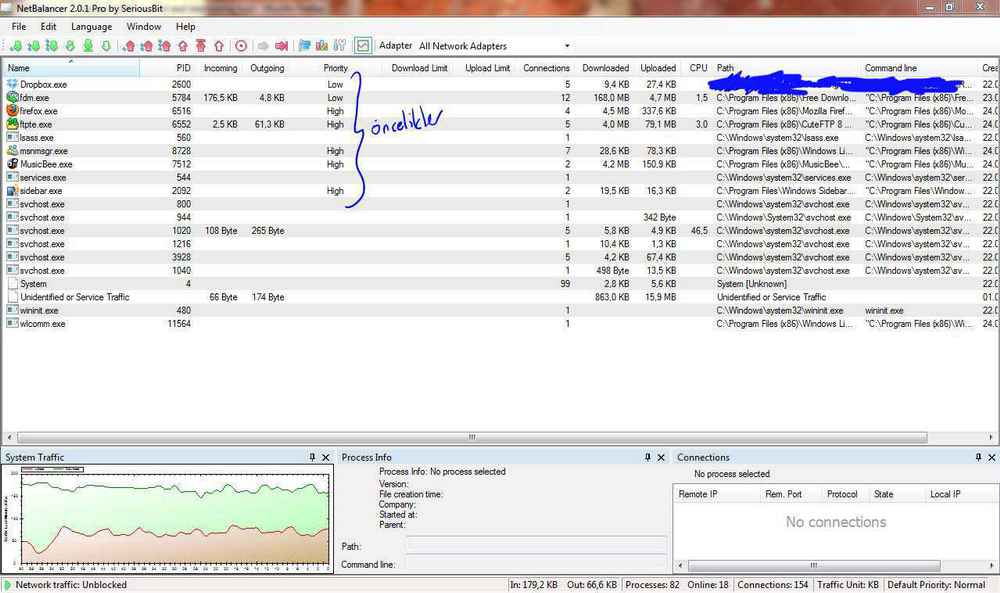 NetBalancer 2.0.1 Pro by SeriousBit
File Edit Language Window Help
Adapter All Network Adapters
Name PID Incoming Outgoing Priority Download Limit Upload Limit Connections Downloaded Uploaded CPU Path Command line Crea
Dropbox.exe 2600 Low 5 9,4 KB 27,4 KB 22.0
fdm.exe 5784 176,5 KB 4,8 KB Low 12 168,0 MB 4,7 MB 1,5 C:\Program Files (x86)\Free Downlo... "C:\Program Files (x86)\Fre... 24.0
firefox.exe 6516 High 4 4,5 MB 337,6 KB C:\Program Files (x86)\Mozilla Firef... "C:\Program Files (x86)\Mo... 24.0
öncelikler
ftpte.exe 6552 2,5 KB 61,3 KB High 5 4,0 MB 79,1 MB 3,0 C:\Program Files (x86)\CuteFTP 8 ... "C:\Program Files (x86)\Cu... 24.0
lsass.exe 560 1 C:\Windows\system32\lsass.exe C:\Windows\system32\lsa... 22.0
msnmsgr.exe 8728 High 7 28,6 KB 78,3 KB C:\Program Files (x86)\Windows Li... "C:\Program Files (x86)\Wi... 24.0
MusicBee.exe 7512 High 2 4,2 MB 150,9 KB C:\Program Files (x86)\MusicBee\... "C:\Program Files (x86)\Mu... 24.0
services.exe 544 1 C:\Windows\system32\services.exe C:\Windows\system32\ser... 22.0
sidebar.exe 2092 High 2 19,5 KB 16,3 KB C:\Program Files\Windows Sidebar... "C:\Program Files\Window... 22.0
svchost.exe 800 1 C:\Windows\system32\svchost.exe C:\Windows\system32\sv... 22.0
svchost.exe 944 1 342 Byte C:\Windows\System32\svchost.exe C:\Windows\System32\sv... 22.0
svchost.exe 1020 108 Byte 265 Byte 5 5,8 KB 4,9 KB 46,5 C:\Windows\system32\svchost.exe C:\Windows\system32\sv... 22.0
svchost.exe 1216 1 10,4 KB 1,3 KB C:\Windows\system32\svchost.exe C:\Windows\system32\sv... 22.0
svchost.exe 3928 5 4,2 KB 67,4 KB C:\Windows\system32\svchost.exe C:\Windows\system32\sv... 22.0
svchost.exe 1040 1 498 Byte 13,5 KB C:\Windows\system32\svchost.exe C:\Windows\system32\sv... 22.0
System 4 99 2,8 KB 5,6 KB System [Unknown] 22.0
Unidentified or Service Traffic 66 Byte 174 Byte 863,0 KB 15,9 MB Unidentified or Service Traffic 01.0
wininit.exe 480 1 C:\Windows\system32\wininit.exe wininit.exe 22.0
wlcomm.exe 11564 1 C:\Program Files (x86)\Windows Li... "C:\Program Files (x86)\Wi... 24.0
System Traffic Process Info Connections
Process Info: No process selected
Version:
File creation time:
Company:
Started at:
Parent:
Path:
Command line:
No process selected
Remote IP Rem. Port Protocol State Local IP
No connections
Network traffic: Unblocked In: 179,2 KB Out: 66,6 KB Processes: 82 Online: 18 Connections: 154 Traffic Unit: KB Default Priority: Normal